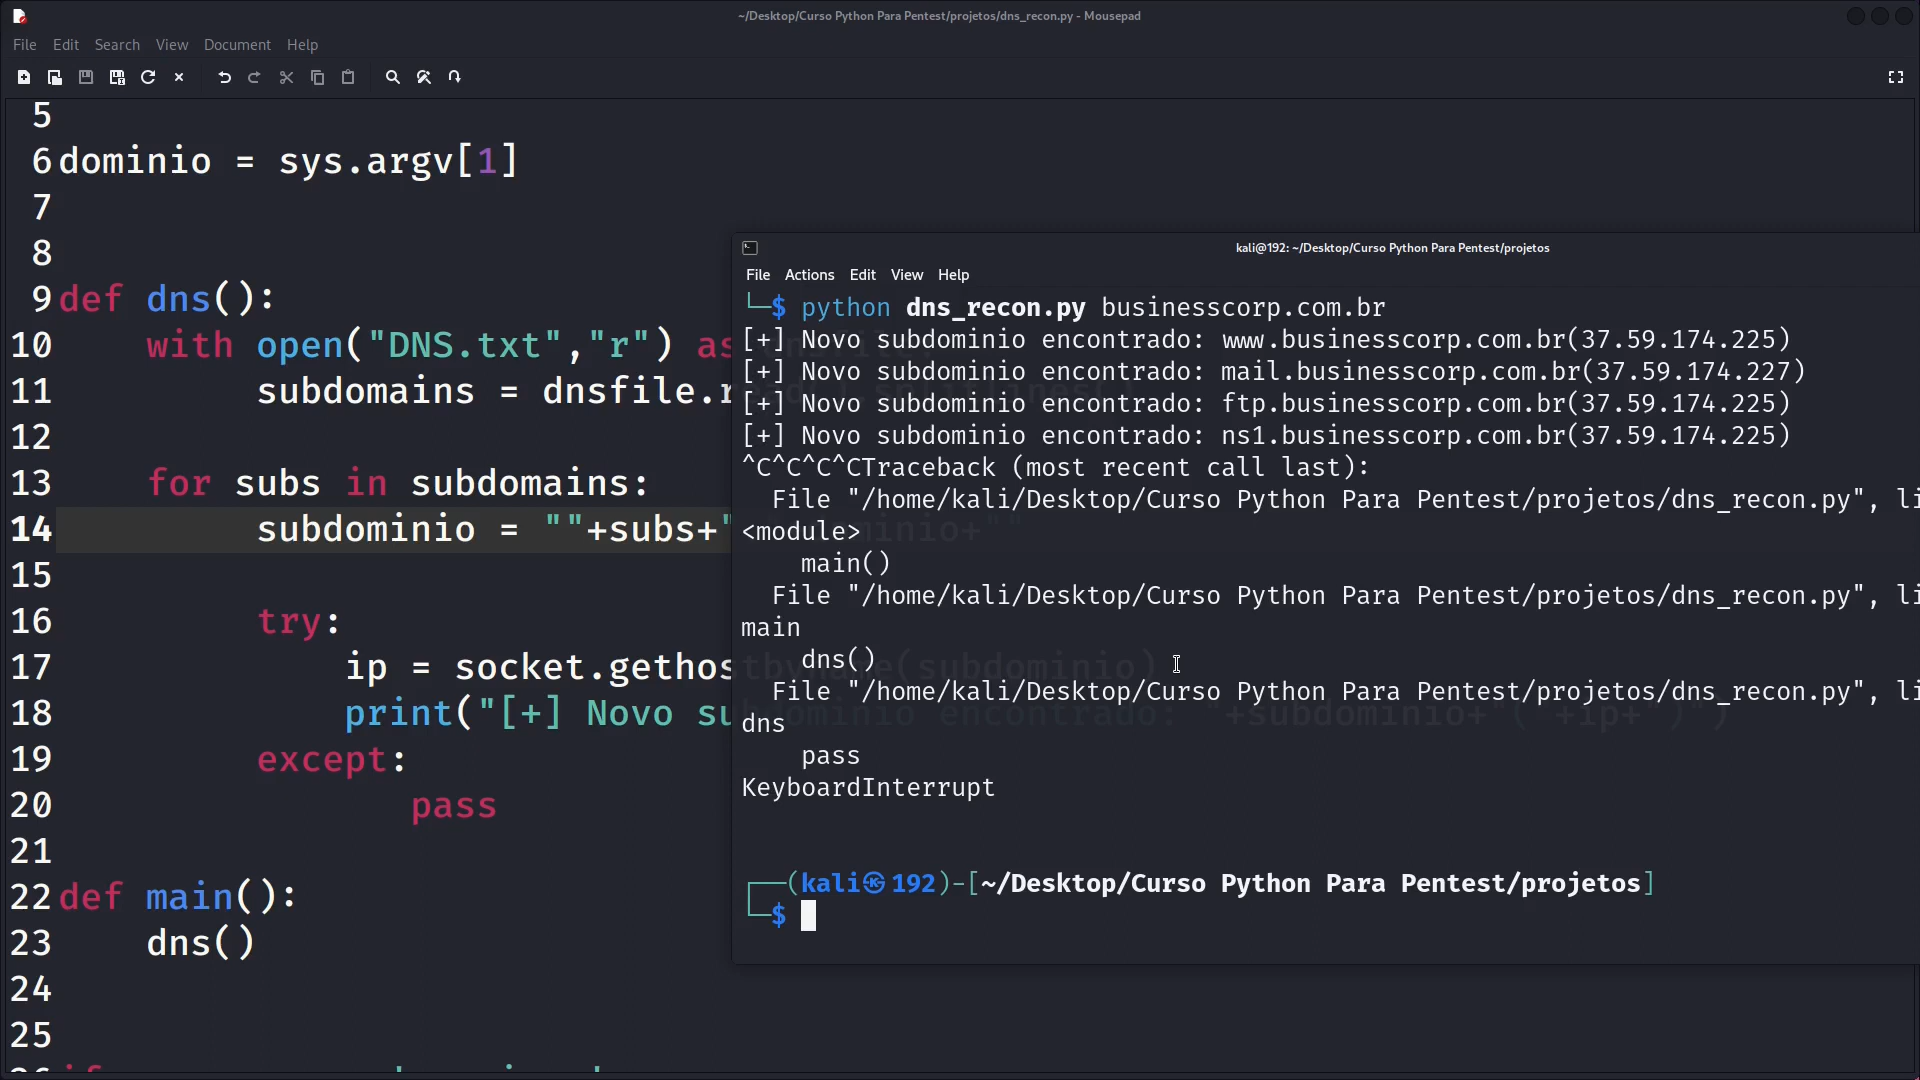 ~/Desktop/Curso Python Para Pentest/projetos/dns_recon.py - Mousepad
File Edit Search View Document Help
5
6 dominio = sys.argv[1]
7
8
9 def dns():
10 with open("DNS.txt","r") as dnsfile:
11 subdomains = dnsfile.read().splitlines()
12
13 for subs in subdomains:
14 subdominio = ""+subs+"
15
16 try:
17 ip = socket.gethostbyname(subdominio)
18 print("[+] Novo subdominio encontrado: "+subdominio+"("+ip+")")
19 except:
20 pass
21
22 def main():
23 dns()
24
25
kali@192: ~/Desktop/Curso Python Para Pentest/projetos
File Actions Edit View Help
└─$ python dns_recon.py businesscorp.com.br
[+] Novo subdominio encontrado: www.businesscorp.com.br(37.59.174.225)
[+] Novo subdominio encontrado: mail.businesscorp.com.br(37.59.174.227)
[+] Novo subdominio encontrado: ftp.businesscorp.com.br(37.59.174.225)
[+] Novo subdominio encontrado: ns1.businesscorp.com.br(37.59.174.225)
^C^C^C^CTraceback (most recent call last):
File "/home/kali/Desktop/Curso Python Para Pentest/projetos/dns_recon.py", li
<module>
main()
File "/home/kali/Desktop/Curso Python Para Pentest/projetos/dns_recon.py", li
main
dns()
File "/home/kali/Desktop/Curso Python Para Pentest/projetos/dns_recon.py", li
dns
pass
KeyboardInterrupt
┌──(kali㉿192)-[~/Desktop/Curso Python Para Pentest/projetos]
└─$